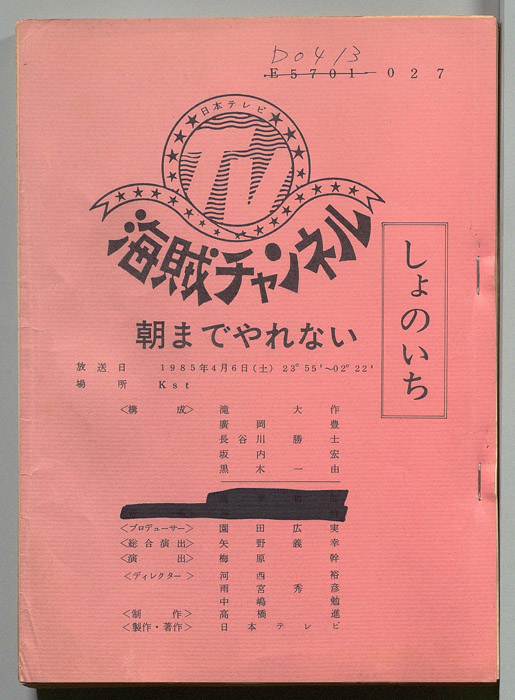 D0413
E5701-027
日本テレビ
TV
海賊チャンネル
朝までやれない
しょのいち
放送日 1985年4月6日(土) 23°55'~02°22'
場所 Kst
<構成> 滝大作
廣岡豊
長谷川勝士
坂内宏
黒木一由
<プロデューサー> 園田広実
<総合演出> 矢野義幸
<演出> 梅原幹
<ディレクター> 河西裕
雨宮秀彦
中嶋勉
<制作> 高橋進
<製作・著作> 日本テレビ